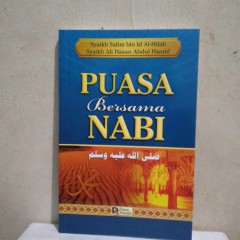 Syaikh Salim bin Id Al-Hilali
Syaikh Ali Hasan Abdul Hamid
PUASA
Bersama
NABI
صلى الله عليه وسلم